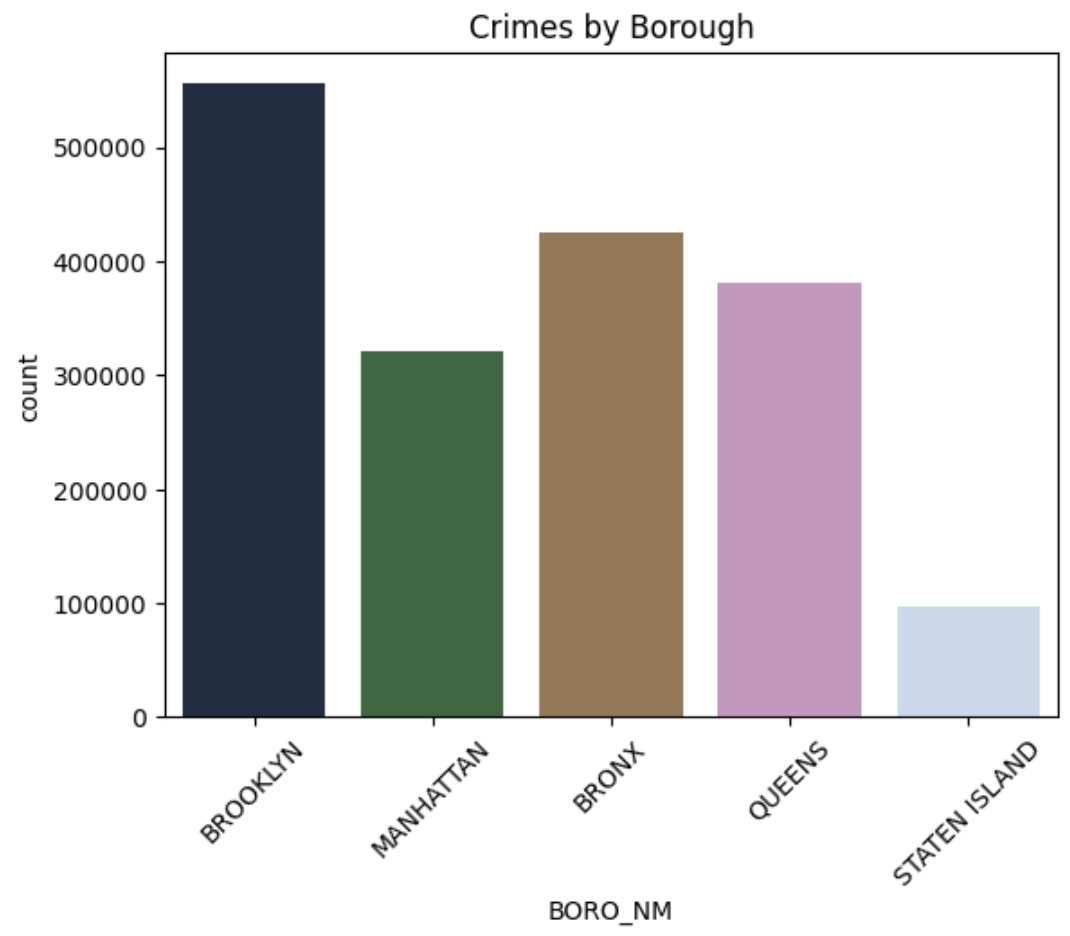 Crimes by Borough
500000
400000
300000
200000
100000
0
count
BROOKLYN
MANHATTAN
BRONX
QUEENS
STATEN ISLAND
BORO_NM